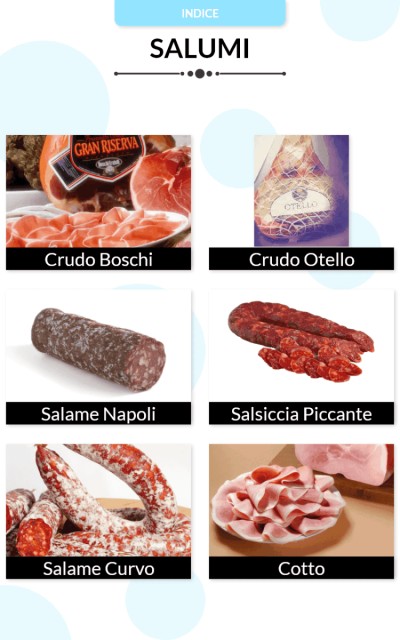 INDICE
SALUMI
GRAN RISERVA
OTELLO
Crudo Boschi
Crudo Otello
Salame Napoli
Salsiccia Piccante
Salame Curvo
Cotto